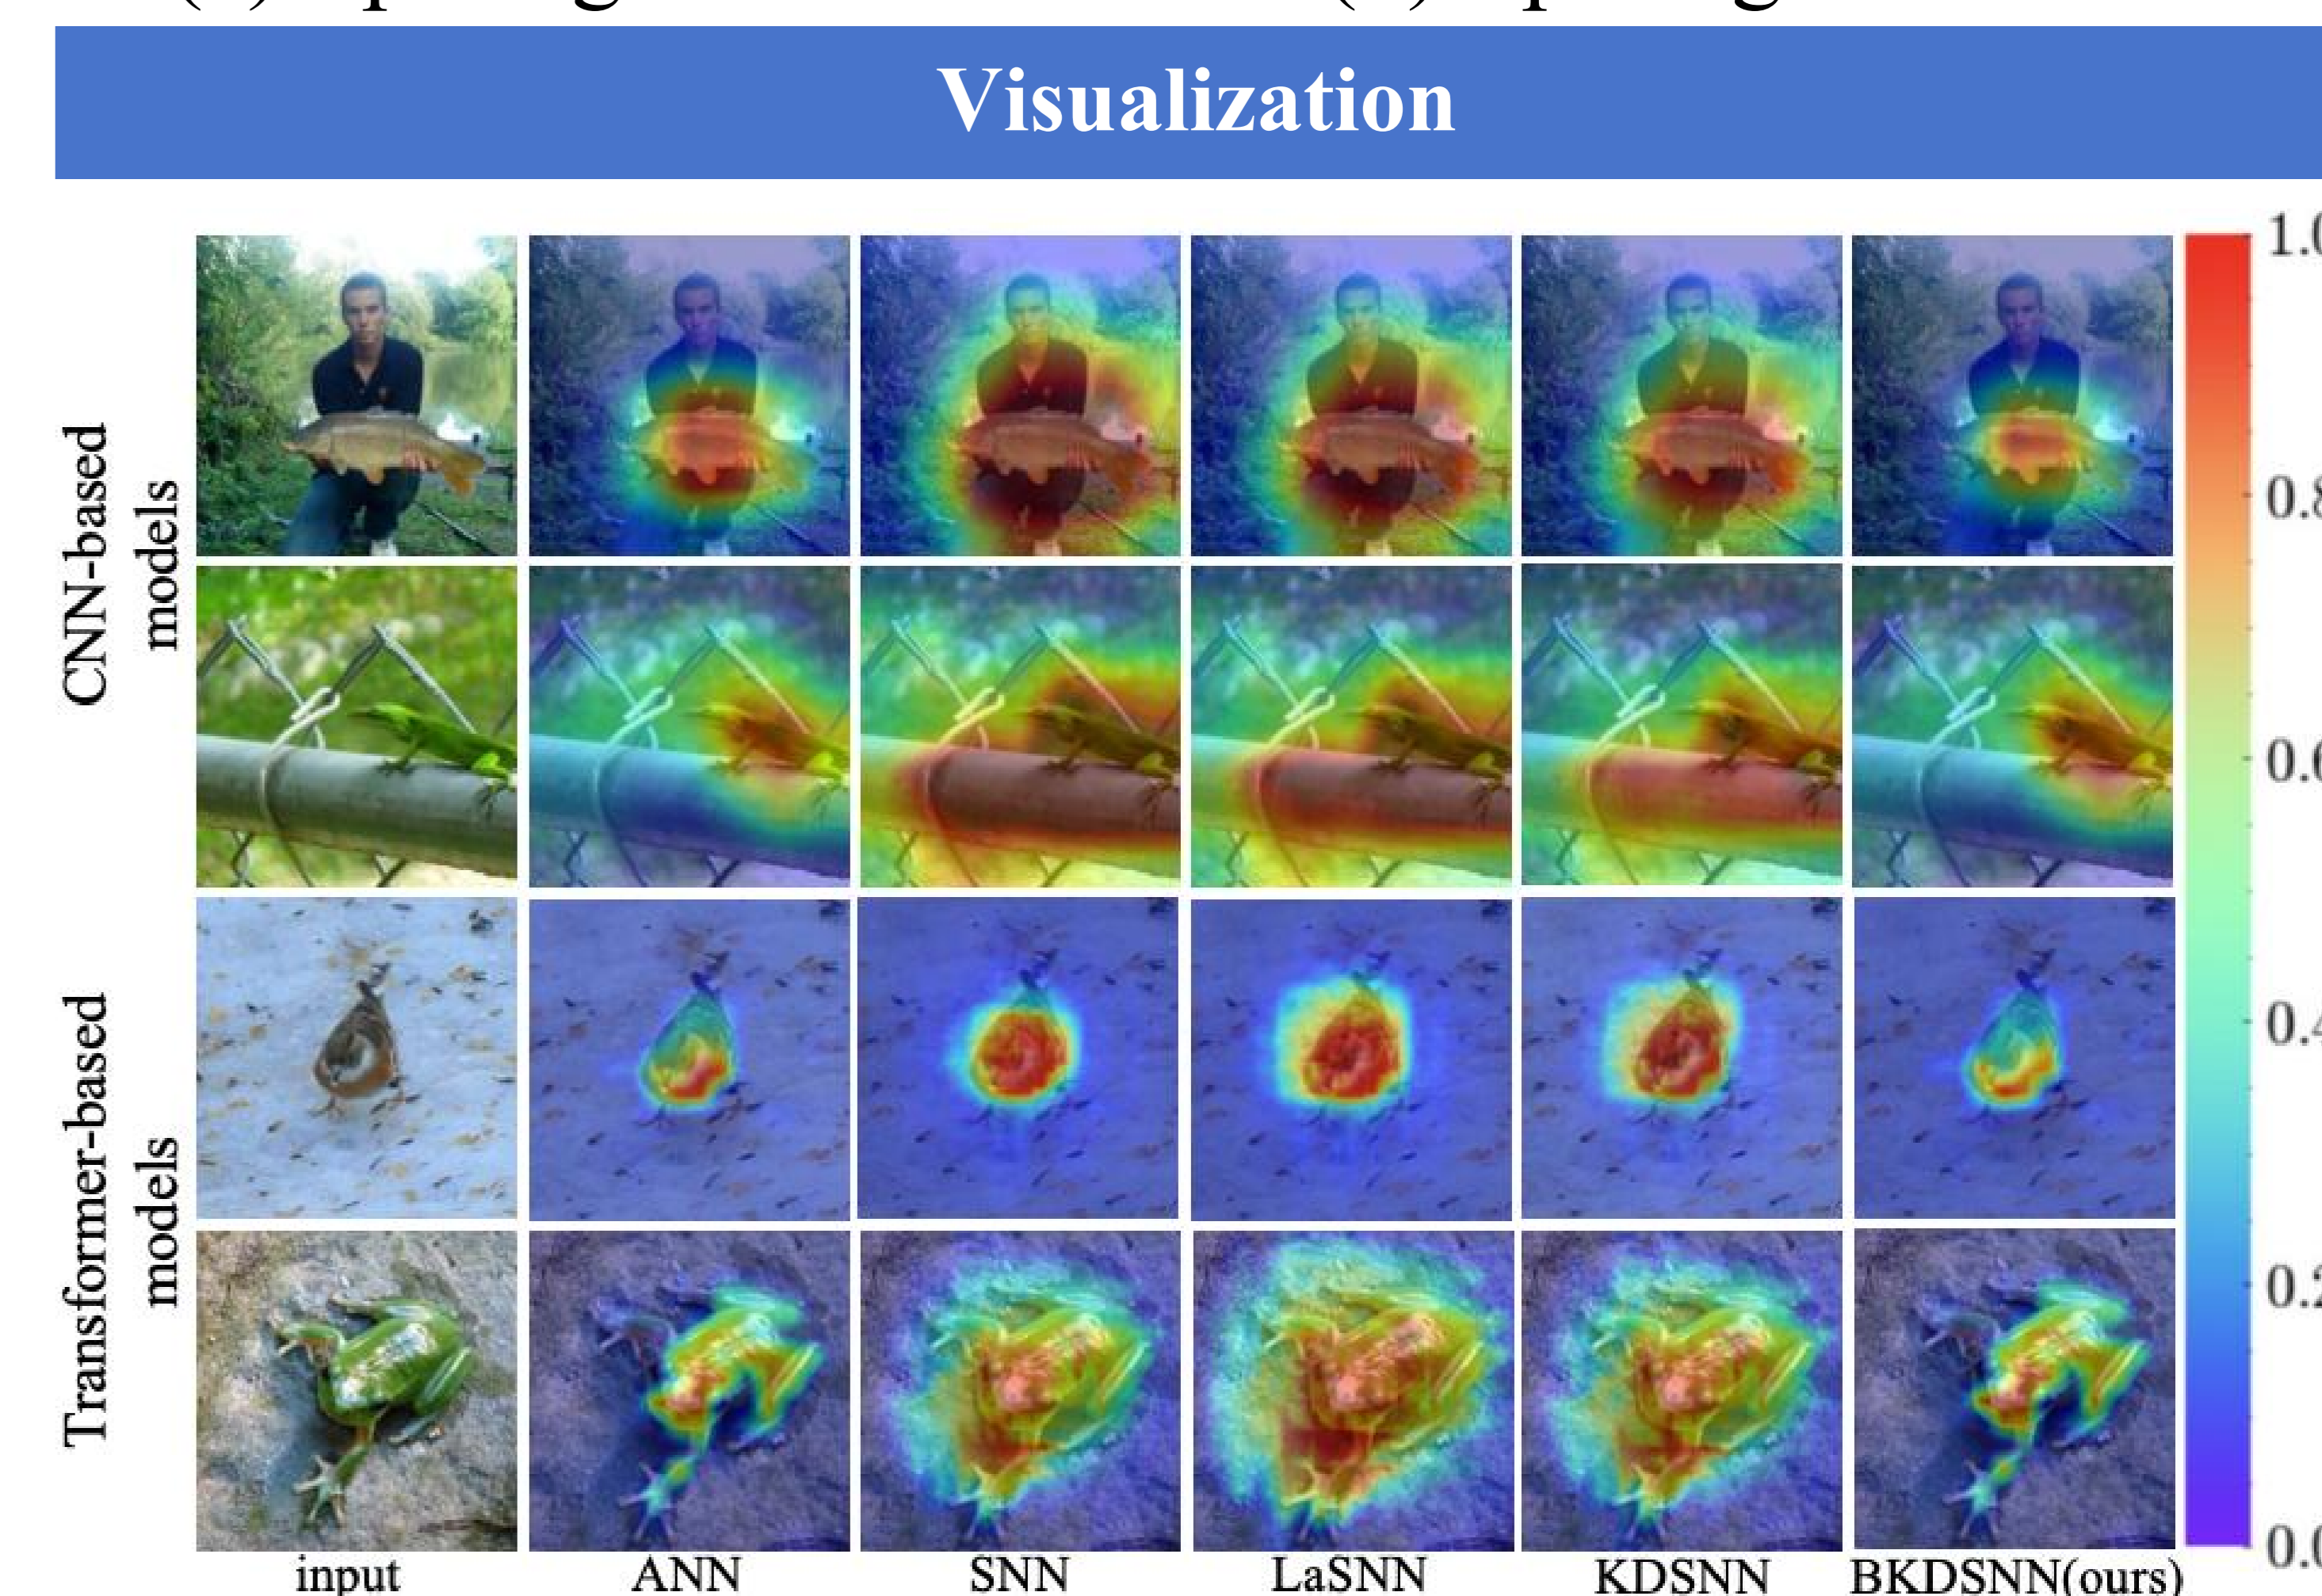 Visualization
CNN-based
models
Transformer-based
models
input
ANN
SNN
LaSNN
KDSNN
BKDSNN(ours)